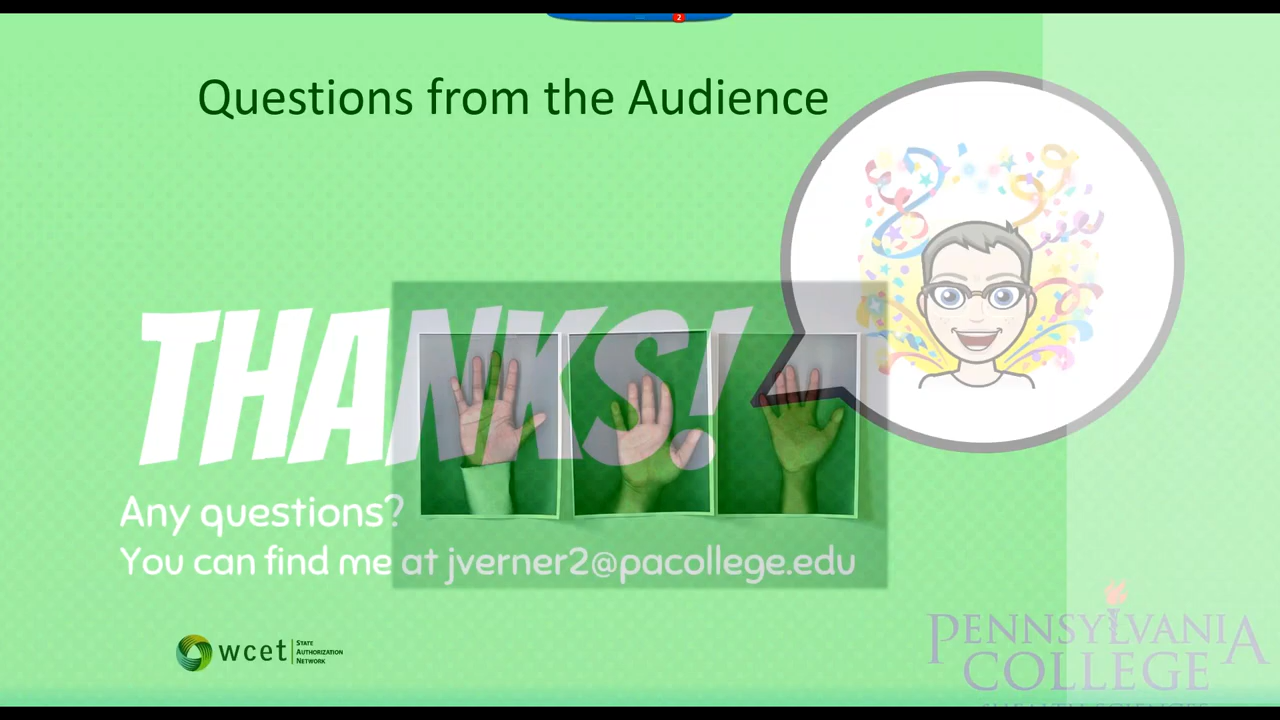 2
Questions from the Audience
THANKS!
Any questions?
You can find me at jverner2@pacollege.edu
wcet
STATE
AUTHORIZATION
NETWORK
PENNSYLVANIA
COLLEGE